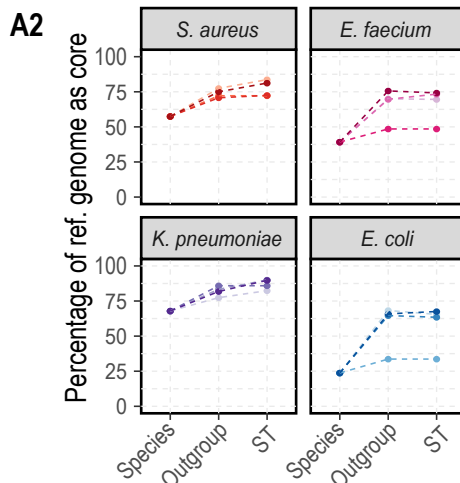 A2
Percentage of ref. genome as core
S. aureus
E. faecium
100
75
50
25
0
K. pneumoniae
E. coli
100
75
50
25
0
Species
Outgroup
ST
Species
Outgroup
ST